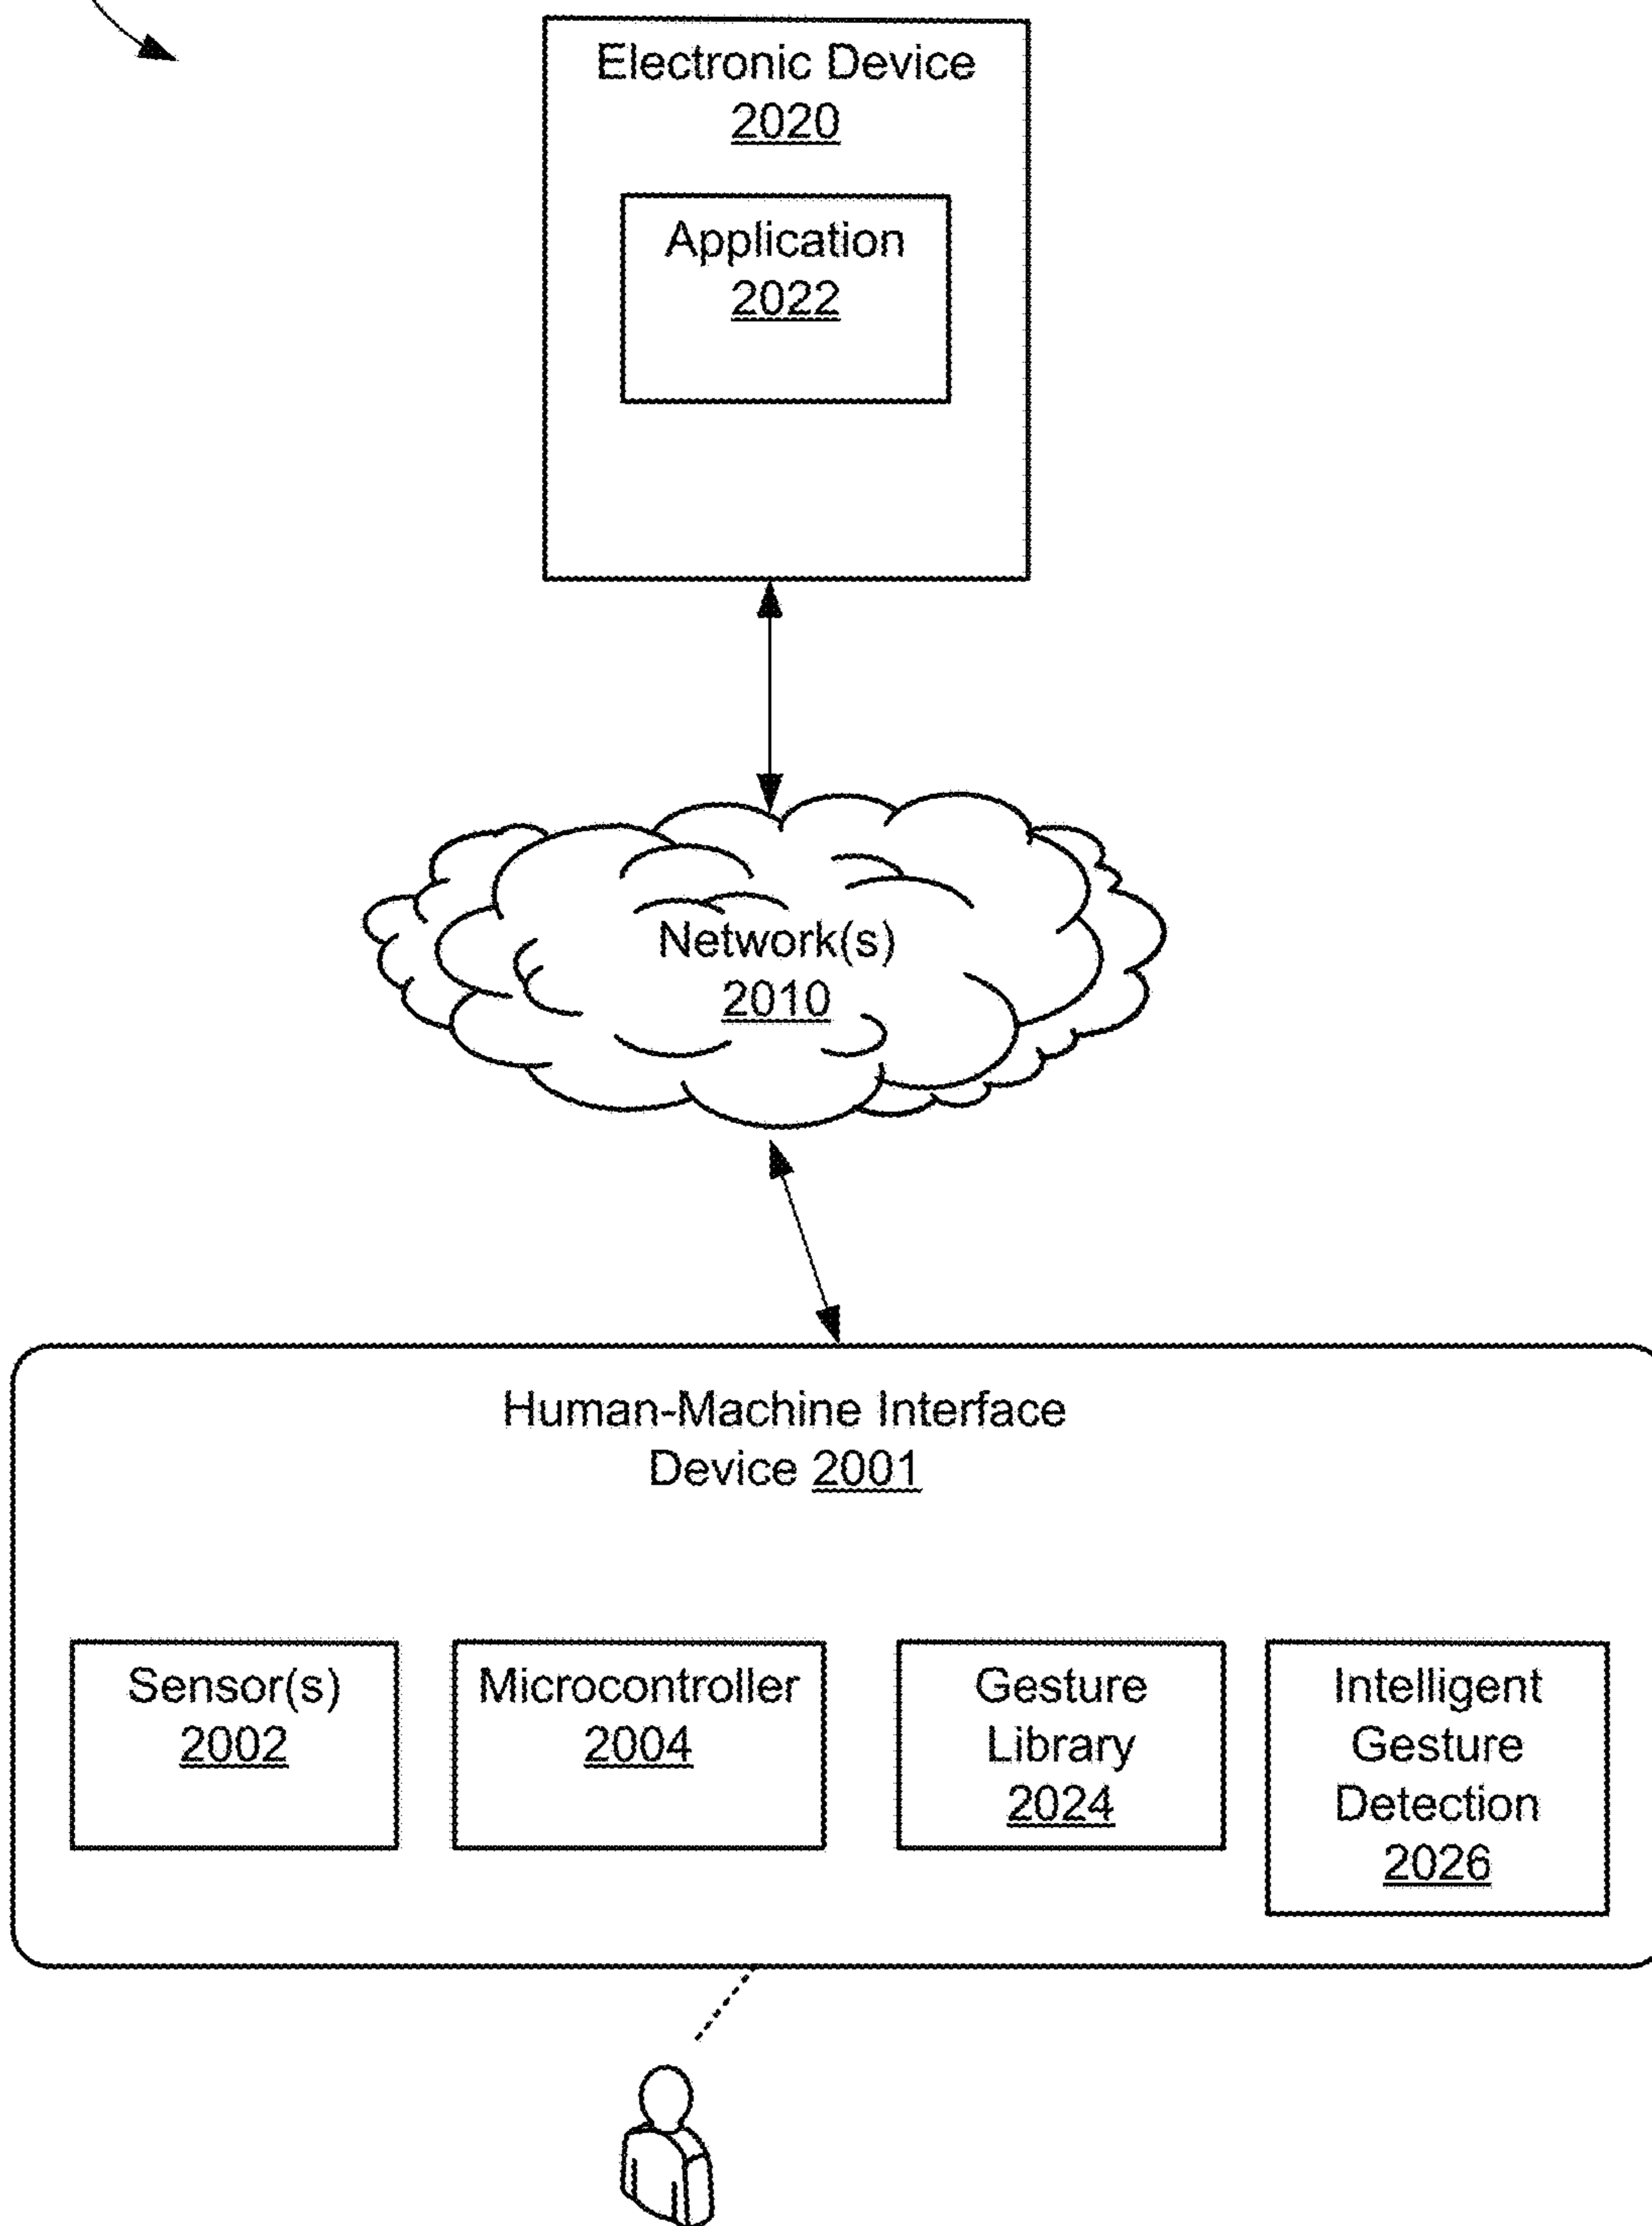 Electronic Device
2020
Application
2022
Network(s)
2010
Human-Machine Interface
Device 2001
Sensor(s)
2002
Microcontroller
2004
Gesture
Library
2024
Intelligent
Gesture
Detection
2026